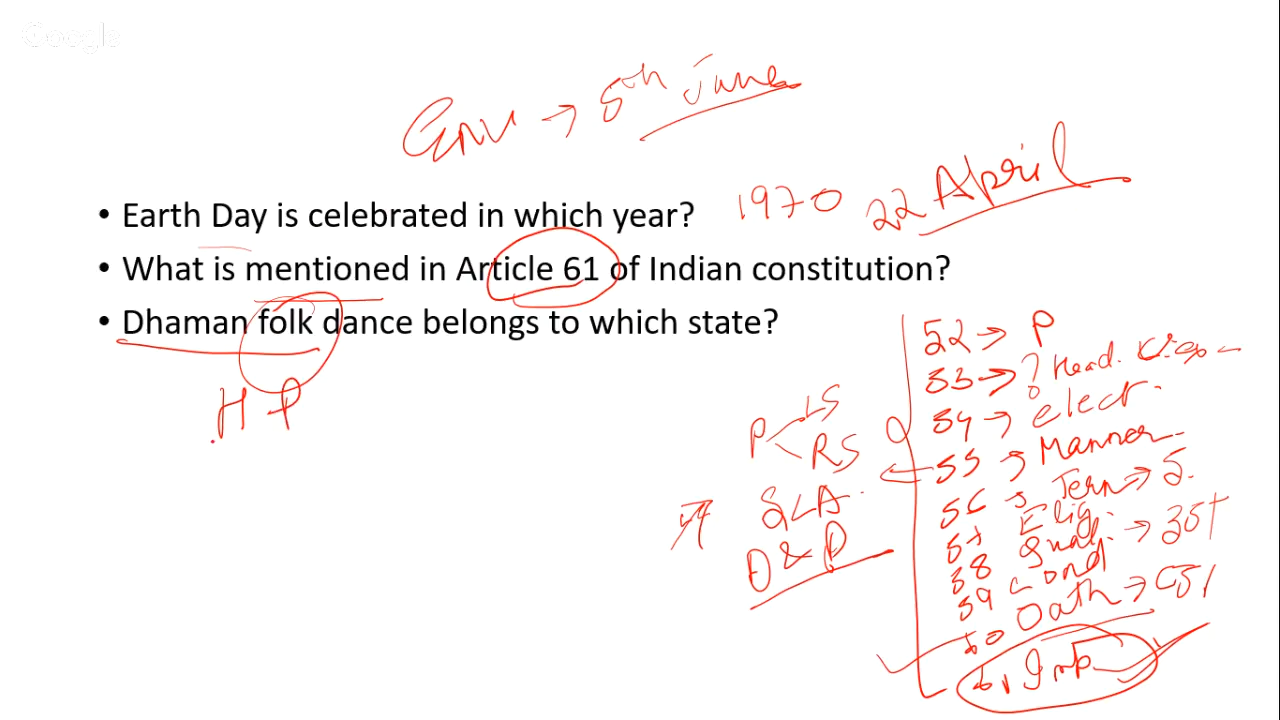 Google
Env → 5th June
• Earth Day is celebrated in which year? 1970 22 April
• What is mentioned in Article 61 of Indian constitution?
• Dhaman folk dance belongs to which state?
HP
P LS
RS
SLA
D&P
52 → P
53 → Head.
54 → elect.
55 → Manner
56 → Term → 5.
57 Elig.
58 Qual. → 35+
59 Cond
60 Oath → CJI
61 Imp